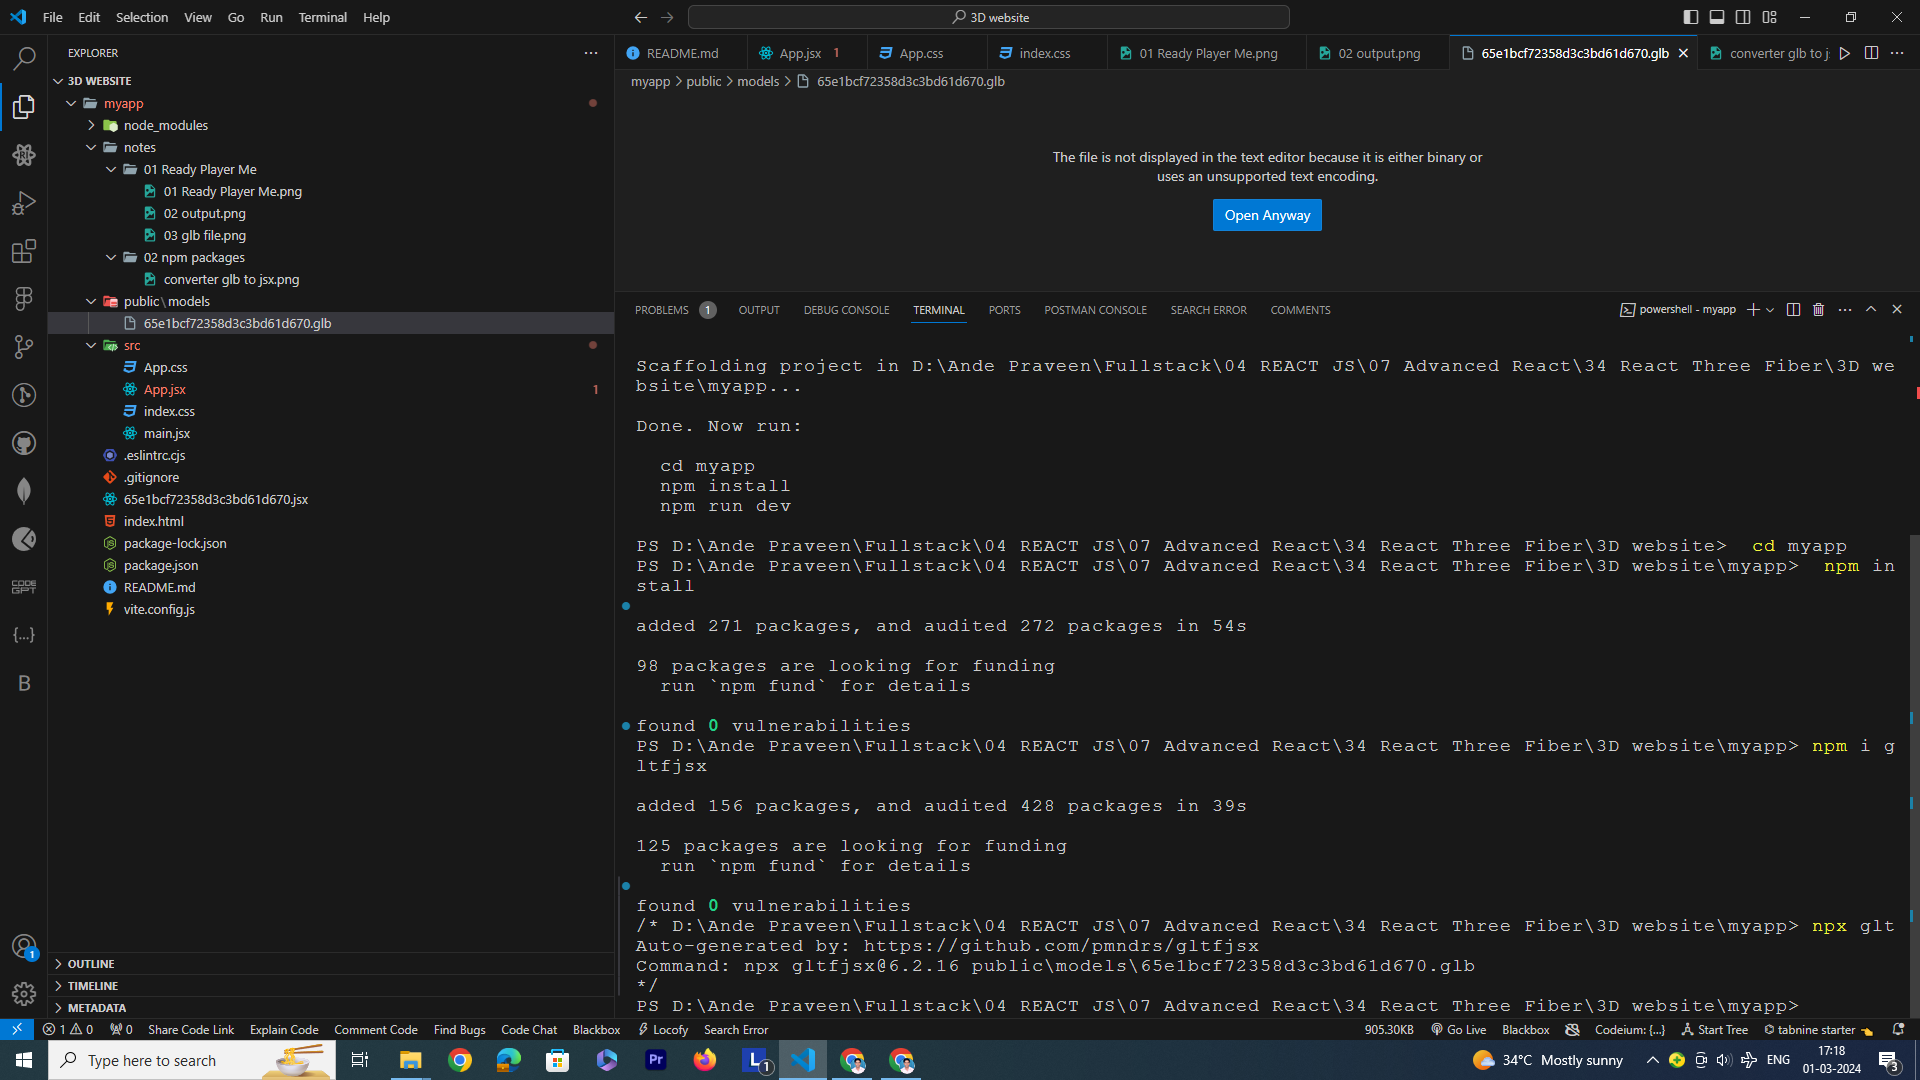 File Edit Selection View Go Run Terminal Help
3D website
EXPLORER
3D WEBSITE
myapp
node_modules
notes
01 Ready Player Me
01 Ready Player Me.png
02 output.png
03 glb file.png
02 npm packages
converter glb to jsx.png
public\models
65e1bcf72358d3c3bd61d670.glb
src
App.css
App.jsx 1
index.css
main.jsx
.eslintrc.cjs
.gitignore
65e1bcf72358d3c3bd61d670.jsx
index.html
package-lock.json
package.json
README.md
vite.config.js
OUTLINE
TIMELINE
METADATA
CODE GPT
B
1
README.md App.jsx 1 App.css index.css 01 Ready Player Me.png 02 output.png 65e1bcf72358d3c3bd61d670.glb converter glb to j
myapp > public > models > 65e1bcf72358d3c3bd61d670.glb
The file is not displayed in the text editor because it is either binary or
uses an unsupported text encoding.
Open Anyway
PROBLEMS 1 OUTPUT DEBUG CONSOLE TERMINAL PORTS POSTMAN CONSOLE SEARCH ERROR COMMENTS powershell - myapp
Scaffolding project in D:\Ande Praveen\Fullstack\04 REACT JS\07 Advanced React\34 React Three Fiber\3D we
bsite\myapp...
Done. Now run:
cd myapp
npm install
npm run dev
PS D:\Ande Praveen\Fullstack\04 REACT JS\07 Advanced React\34 React Three Fiber\3D website> cd myapp
PS D:\Ande Praveen\Fullstack\04 REACT JS\07 Advanced React\34 React Three Fiber\3D website\myapp> npm in
stall
added 271 packages, and audited 272 packages in 54s
98 packages are looking for funding
run `npm fund` for details
found 0 vulnerabilities
PS D:\Ande Praveen\Fullstack\04 REACT JS\07 Advanced React\34 React Three Fiber\3D website\myapp> npm i g
ltfjsx
added 156 packages, and audited 428 packages in 39s
125 packages are looking for funding
run `npm fund` for details
found 0 vulnerabilities
/* D:\Ande Praveen\Fullstack\04 REACT JS\07 Advanced React\34 React Three Fiber\3D website\myapp> npx glt
Auto-generated by: https://github.com/pmndrs/gltfjsx
Command: npx gltfjsx@6.2.16 public\models\65e1bcf72358d3c3bd61d670.glb
*/
PS D:\Ande Praveen\Fullstack\04 REACT JS\07 Advanced React\34 React Three Fiber\3D website\myapp>
1 0 0 Share Code Link Explain Code Comment Code Find Bugs Code Chat Blackbox Locofy Search Error 905.30KB Go Live Blackbox Codeium: {...} Start Tree tabnine starter
Type here to search Pr L 1 34°C Mostly sunny ENG 17:18 3
01-03-2024